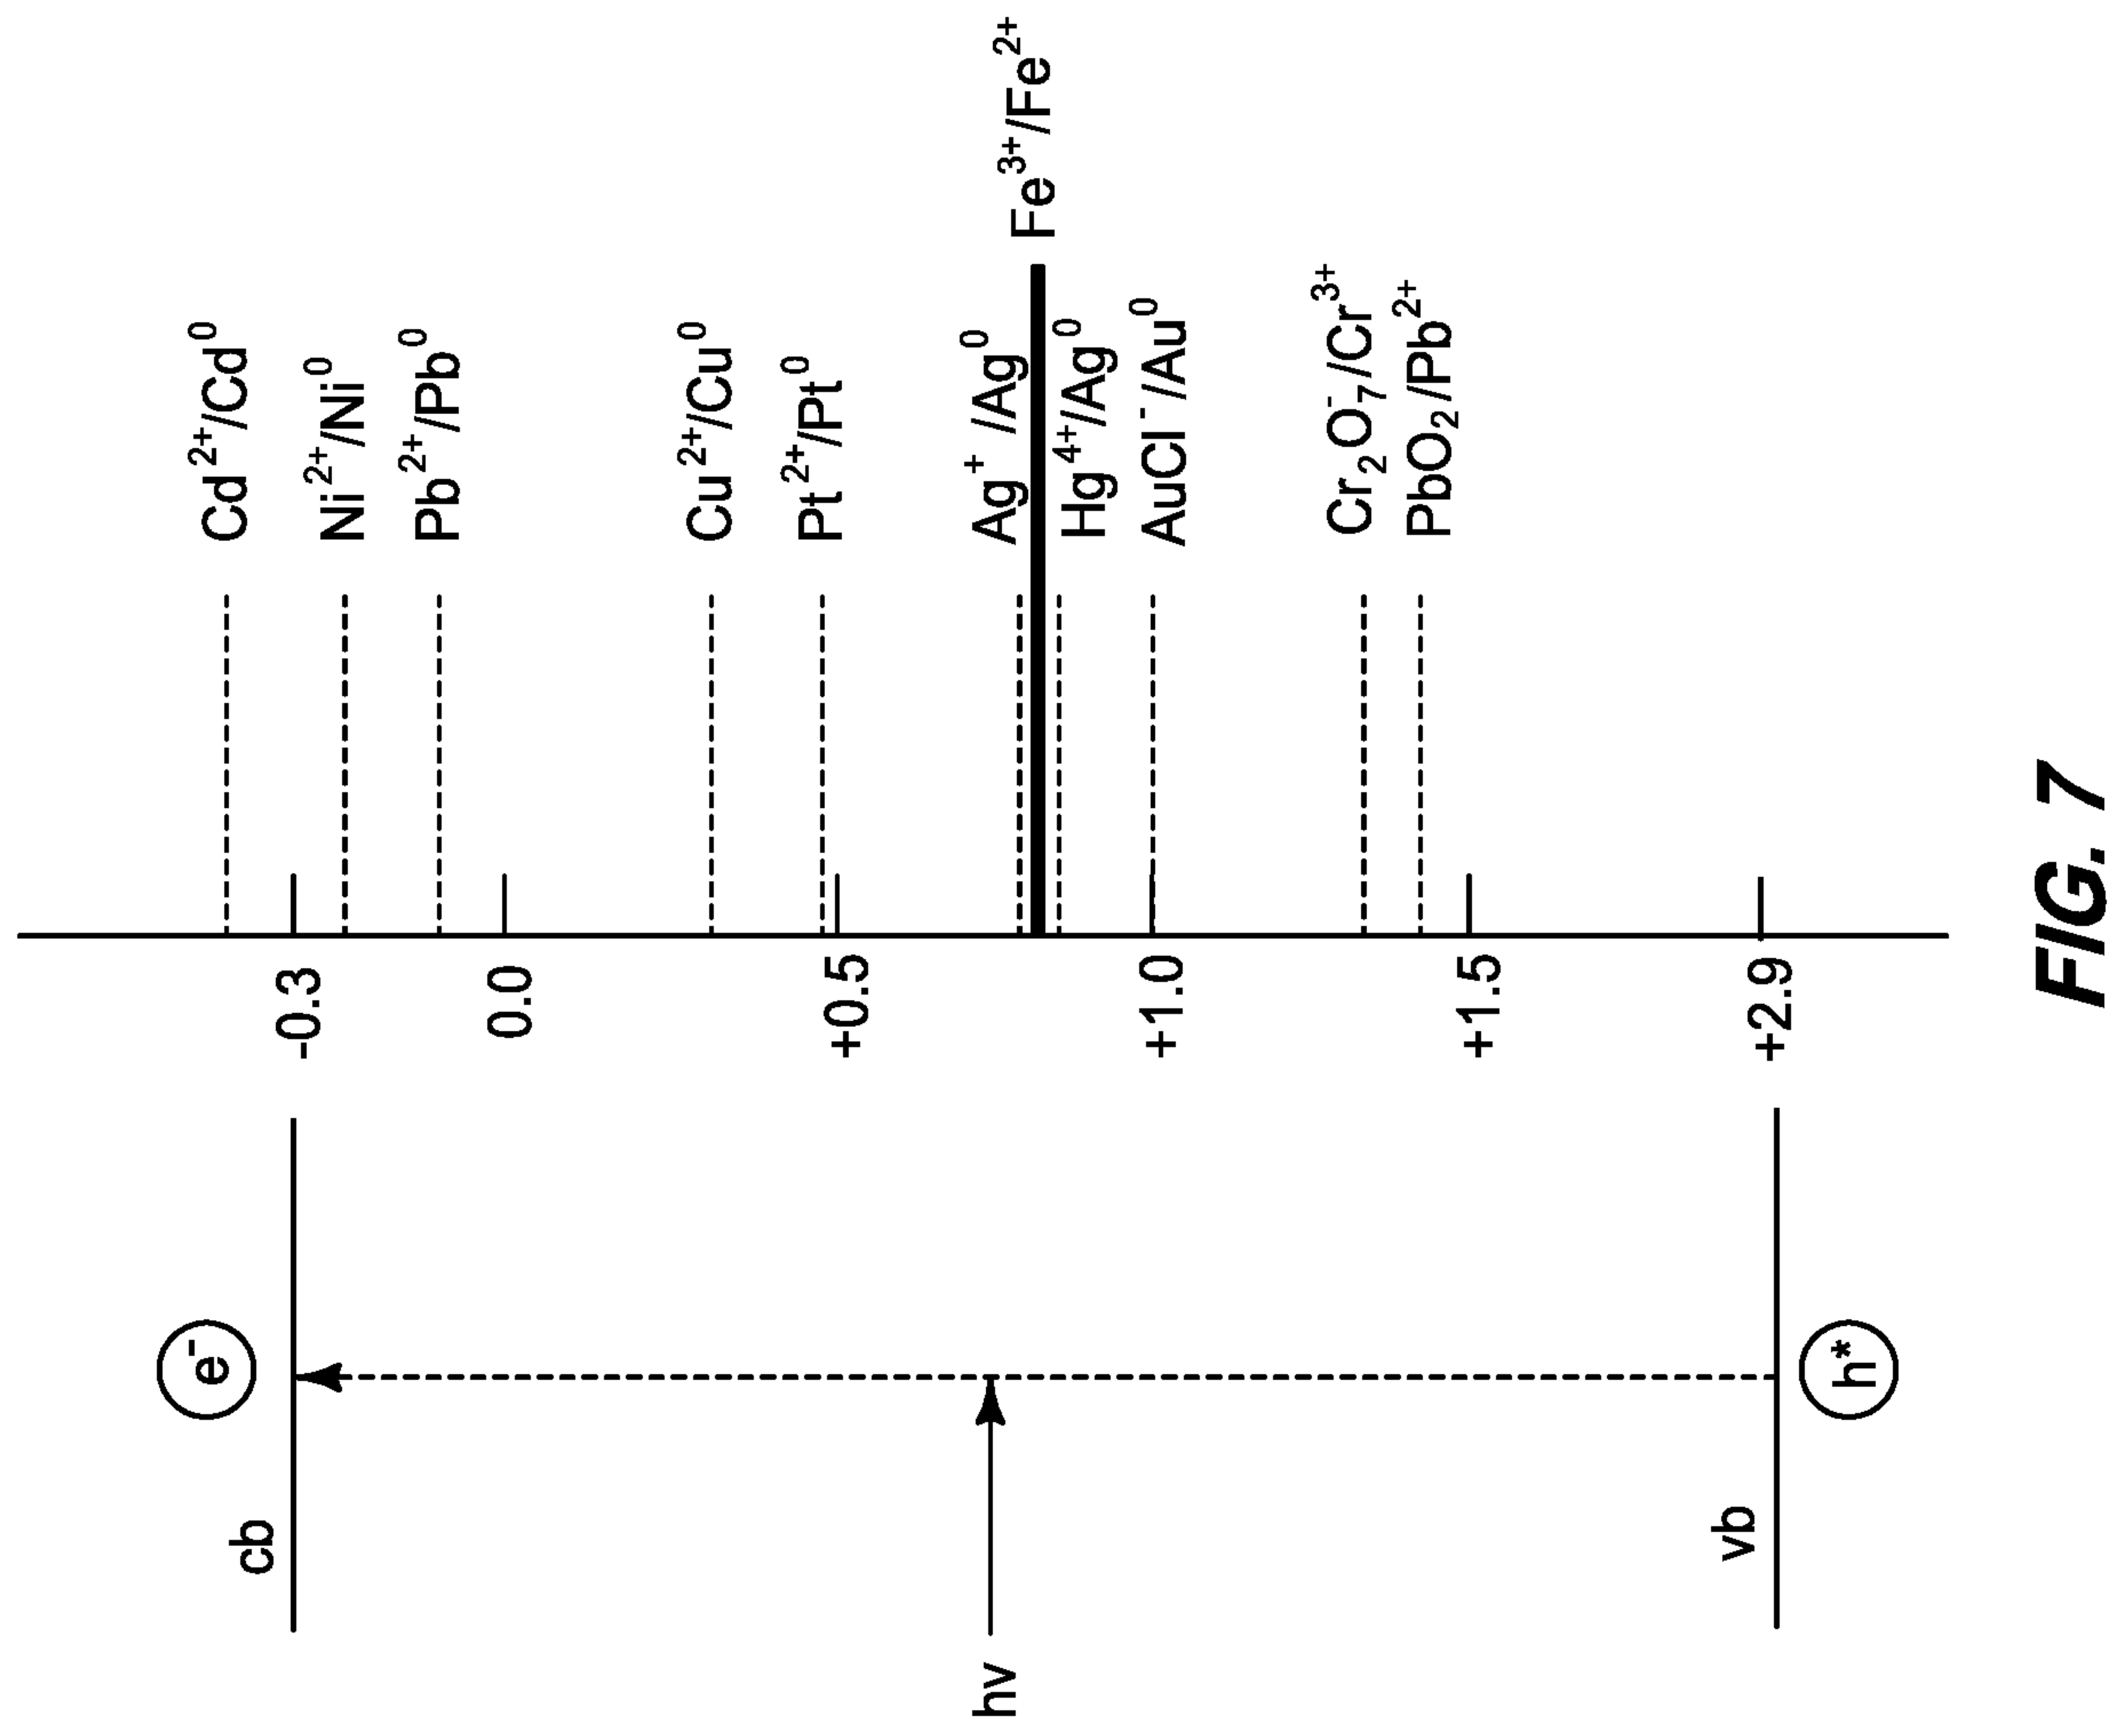 Cd²⁺/Cd⁰
Ni²⁺/Ni⁰
Pb²⁺/Pb⁰
Cu²⁺/Cu⁰
Pt²⁺/Pt⁰
Ag⁺/Ag⁰
Fe³⁺/Fe²⁺
Hg⁴⁺/Ag⁰
AuCl⁻/Au⁰
Cr₂O₇⁻/Cr³⁺
PbO₂/Pb²⁺
-0.3
0.0
+0.5
+1.0
+1.5
+2.9
e⁻
cb
hv
vb
h*
FIG. 7